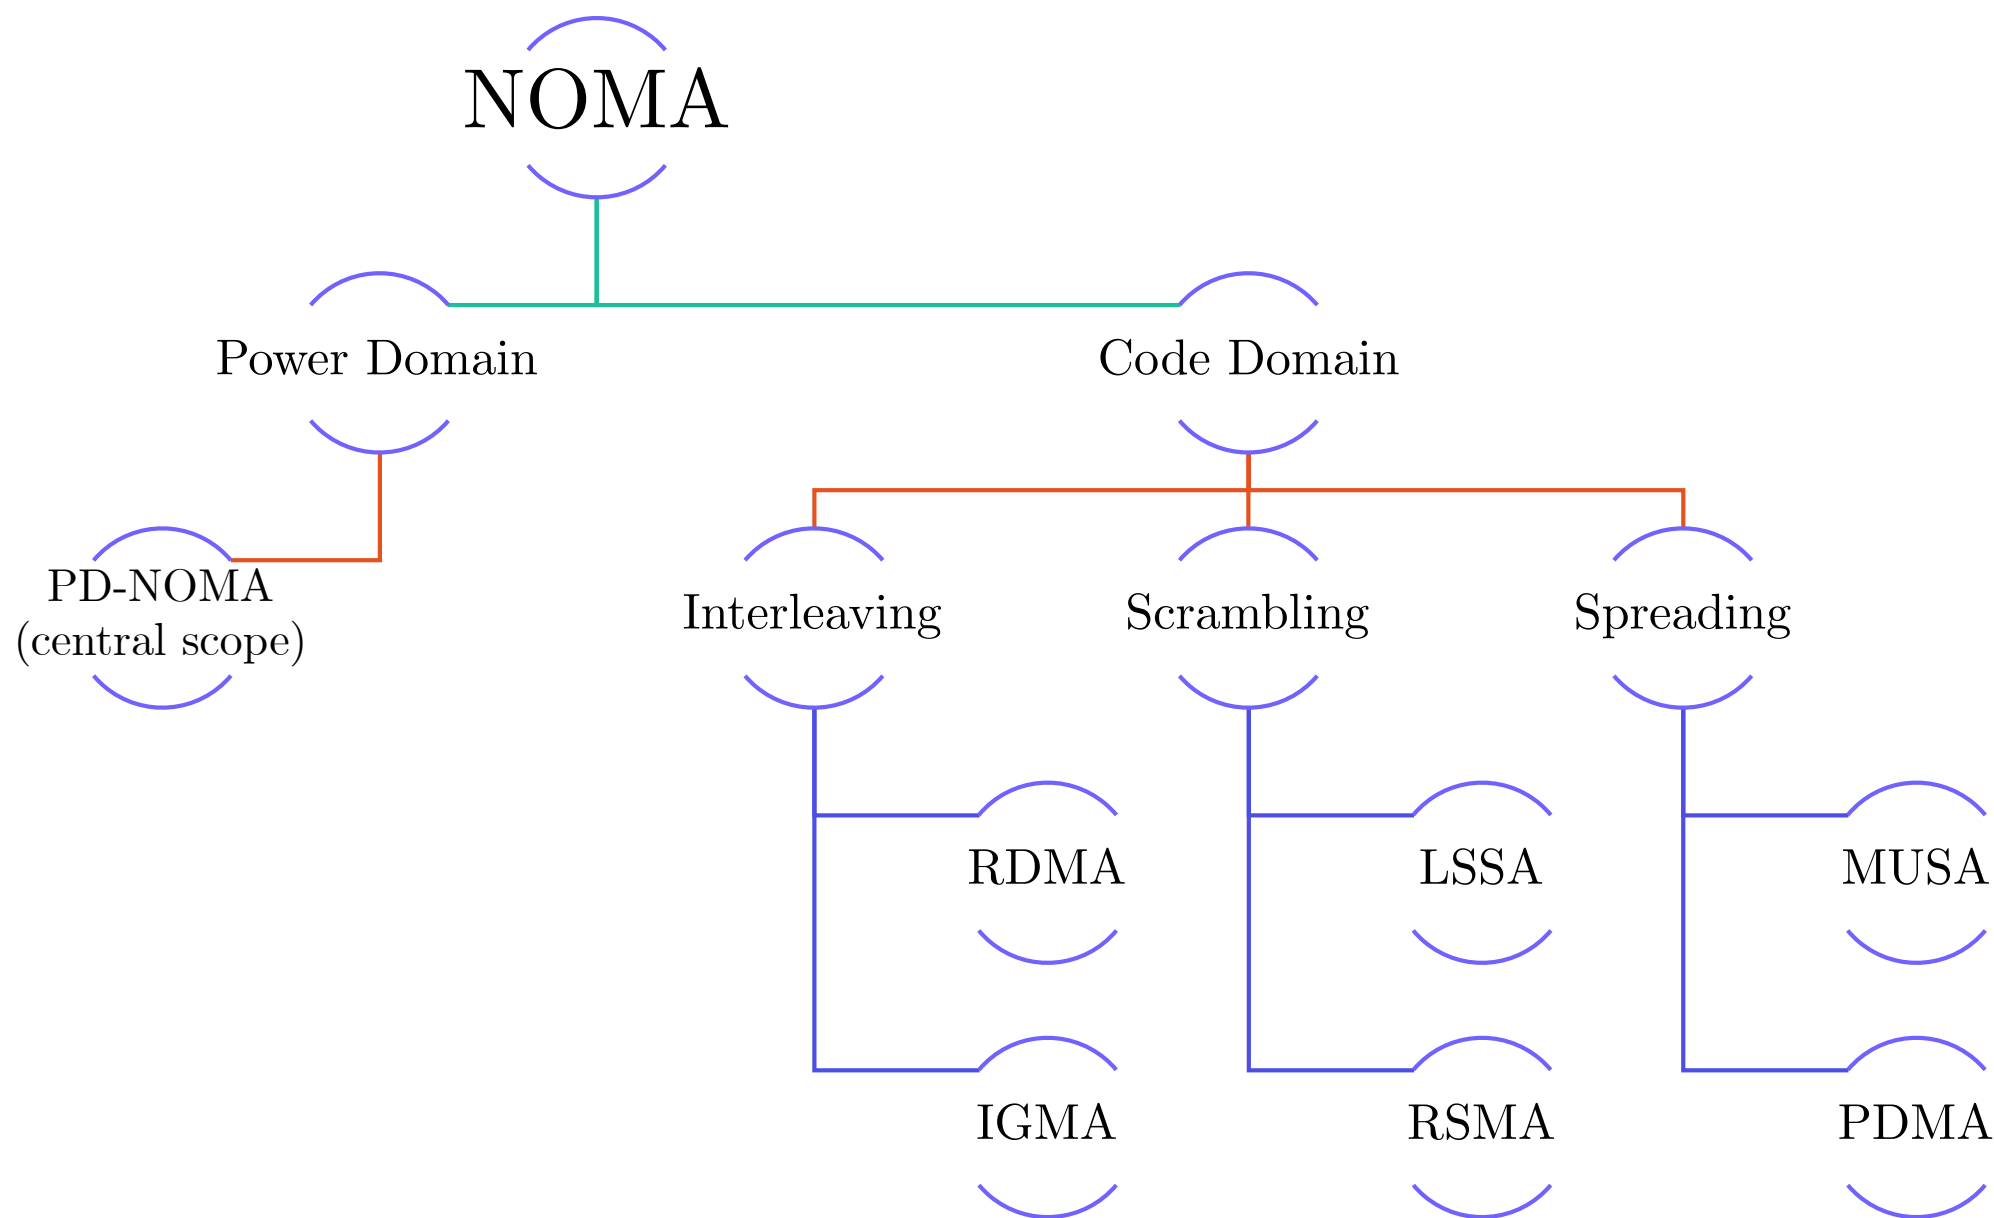 NOMA
Power Domain
Code Domain
PD-NOMA
(central scope)
Interleaving
Scrambling
Spreading
RDMA
LSSA
MUSA
IGMA
RSMA
PDMA